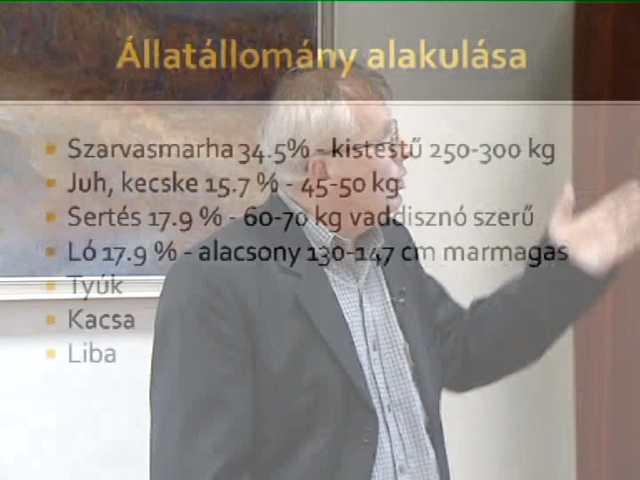 Állatállomány alakulása
Szarvasmarha 34.5% - kistestű 250-300 kg
Juh, kecske 15.7 % - 45-50 kg
Sertés 17.9 % - 60-70 kg vaddisznó szerű
Ló 17.9 % - alacsony 130-147 cm marmagas
Tyúk
Kacsa
Liba